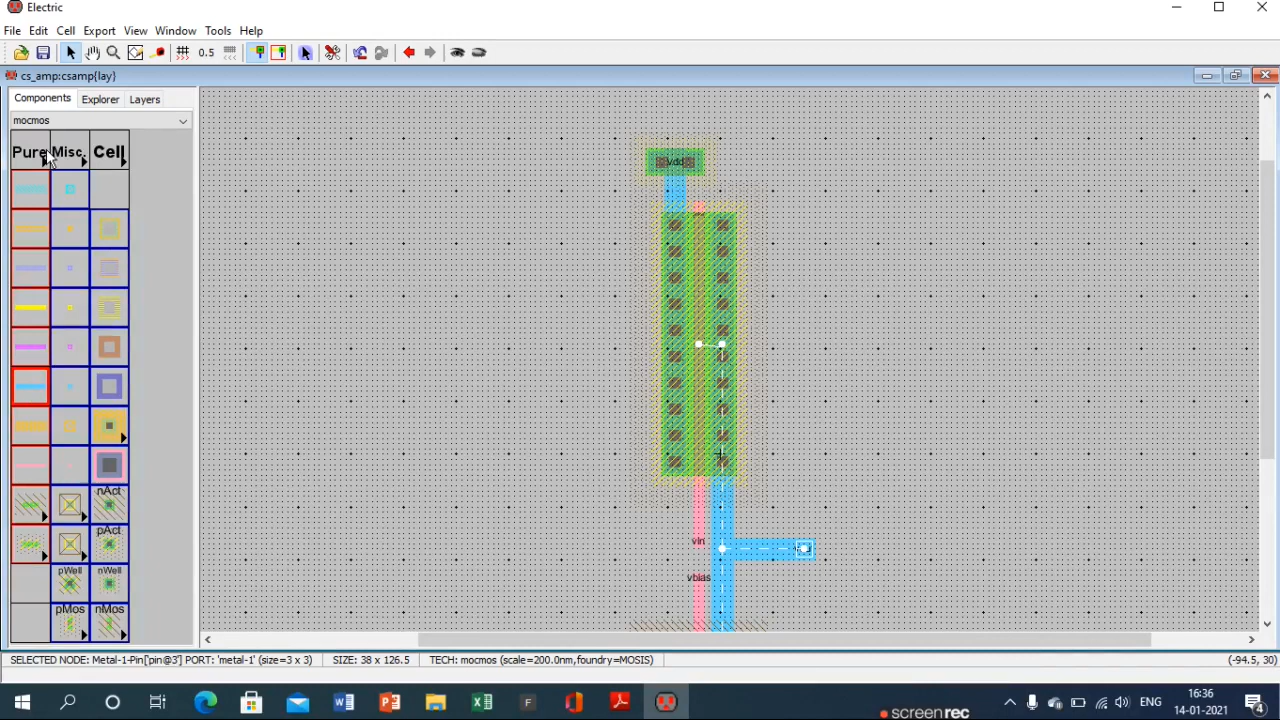 Electric
File Edit Cell Export View Window Tools Help
0.5
cs_amp:csamp{lay}
Components Explorer Layers
mocmos
Pure Misc. Cell
nAct
pAct
pWell nWell
pMos nMos
vdd
vin
vbias
SELECTED NODE: Metal-1-Pin['pin@3'] PORT: 'metal-1' (size=3 x 3) SIZE: 38 x 126.5 TECH: mocmos (scale=200.0nm,foundry=MOSIS) (-94.5, 30)
ENG 16:36
14-01-2021
4
screenrec